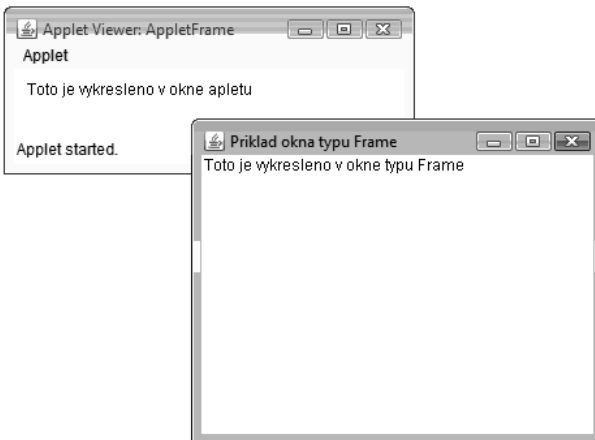 Applet Viewer: AppletFrame
Applet
Toto je vykresleno v okne apletu
Applet started.
Priklad okna typu Frame
Toto je vykresleno v okne typu Frame